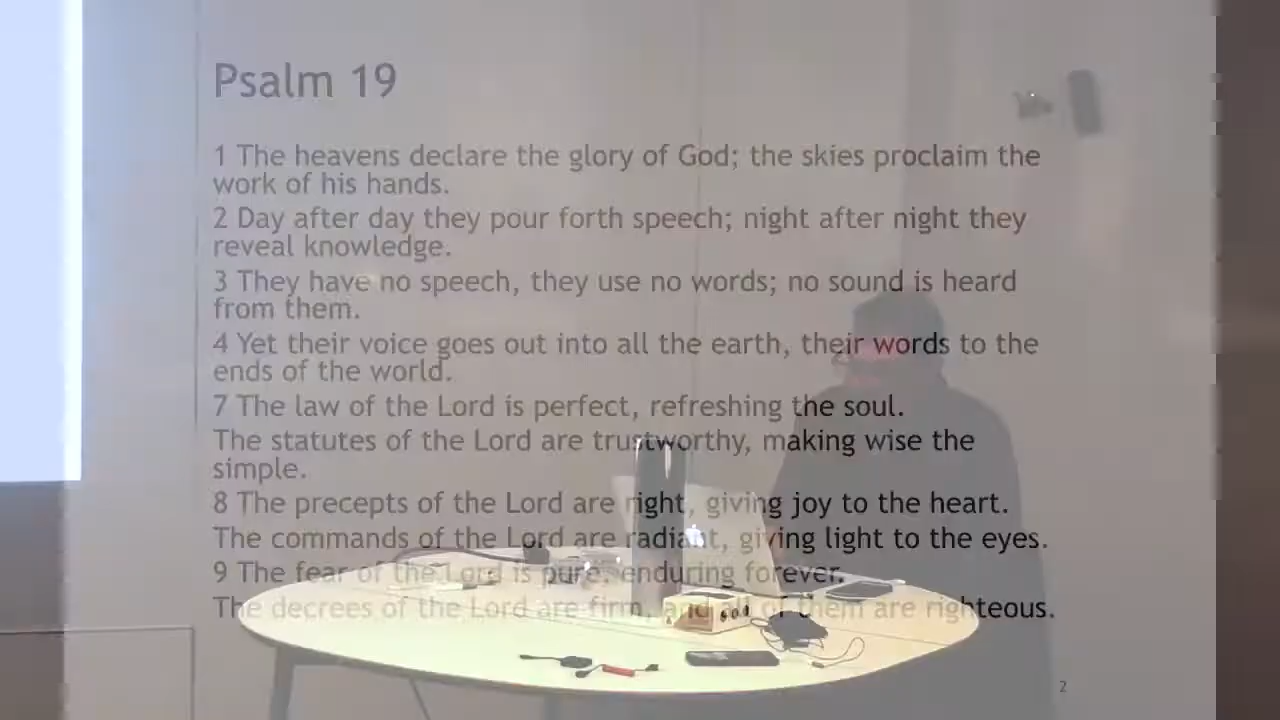 Psalm 19
1 The heavens declare the glory of God; the skies proclaim the
work of his hands.
2 Day after day they pour forth speech; night after night they
reveal knowledge.
3 They have no speech, they use no words; no sound is heard
from them.
4 Yet their voice goes out into all the earth, their words to the
ends of the world.
7 The law of the Lord is perfect, refreshing the soul.
The statutes of the Lord are trustworthy, making wise the
simple.
8 The precepts of the Lord are right, giving joy to the heart.
The commands of the Lord are radiant, giving light to the eyes.
9 The fear of the Lord is pure, enduring forever.
The decrees of the Lord are firm, and all of them are righteous.
2